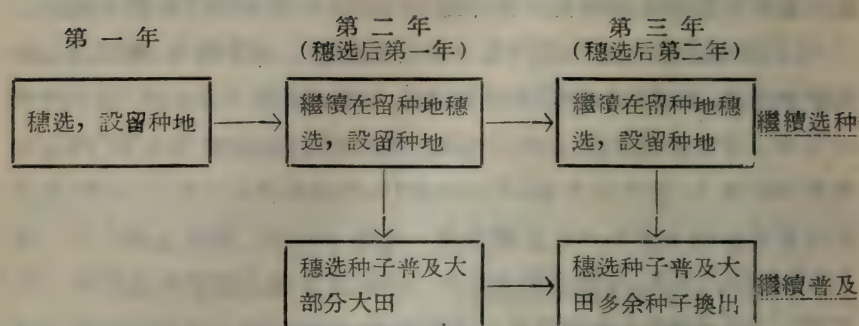 第一年
第二年
(穗选后第一年)
第三年
(穗选后第二年)
穗选，設留种地
繼續在留种地穗
选，設留种地
繼續在留种地穗
选，設留种地
繼續选种
穗选种子普及大
部分大田
穗选种子普及大
田多余种子换出
繼續普及